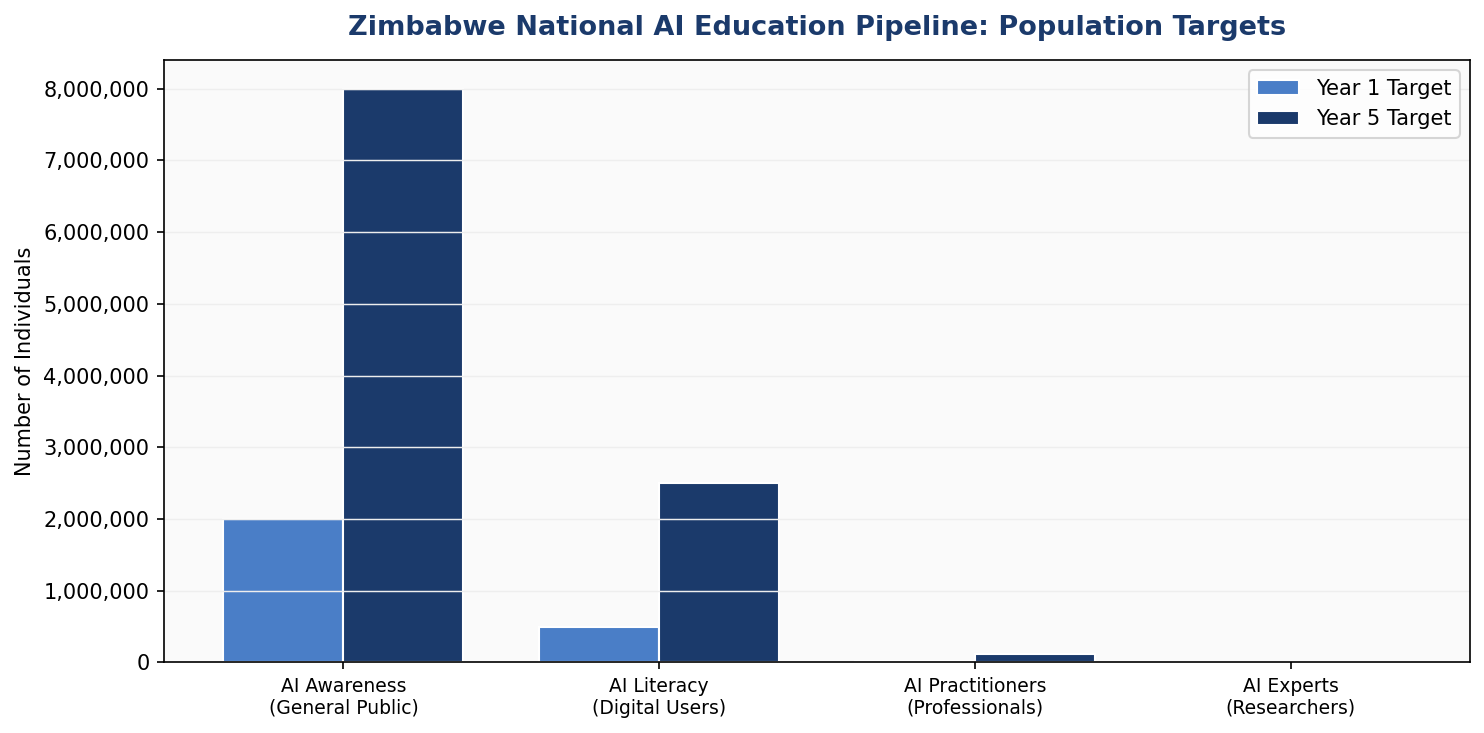 Zimbabwe National AI Education Pipeline: Population Targets
Year 1 Target
Year 5 Target
Number of Individuals
8,000,000
7,000,000
6,000,000
5,000,000
4,000,000
3,000,000
2,000,000
1,000,000
0
AI Awareness
(General Public)
AI Literacy
(Digital Users)
AI Practitioners
(Professionals)
AI Experts
(Researchers)